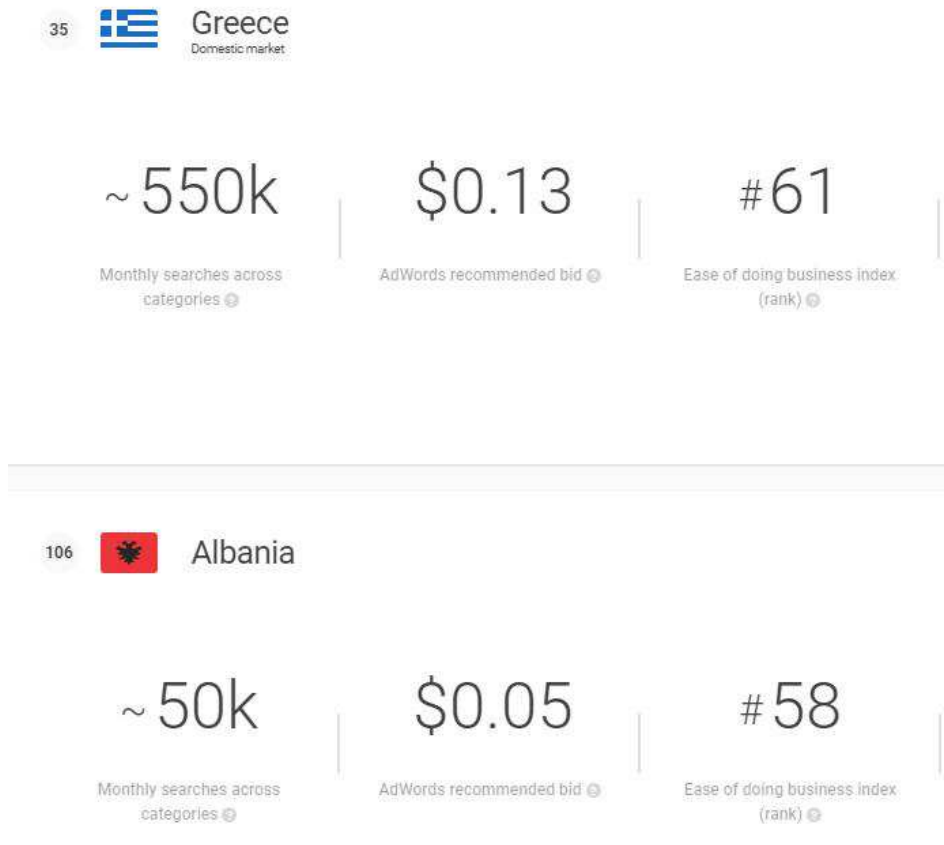 35 Greece
Domestic market
~550k $0.13 #61
Monthly searches across AdWords recommended bid ? Ease of doing business index
categories ? (rank) ?
106 Albania
~50k $0.05 #58
Monthly searches across AdWords recommended bid ? Ease of doing business index
categories ? (rank) ?